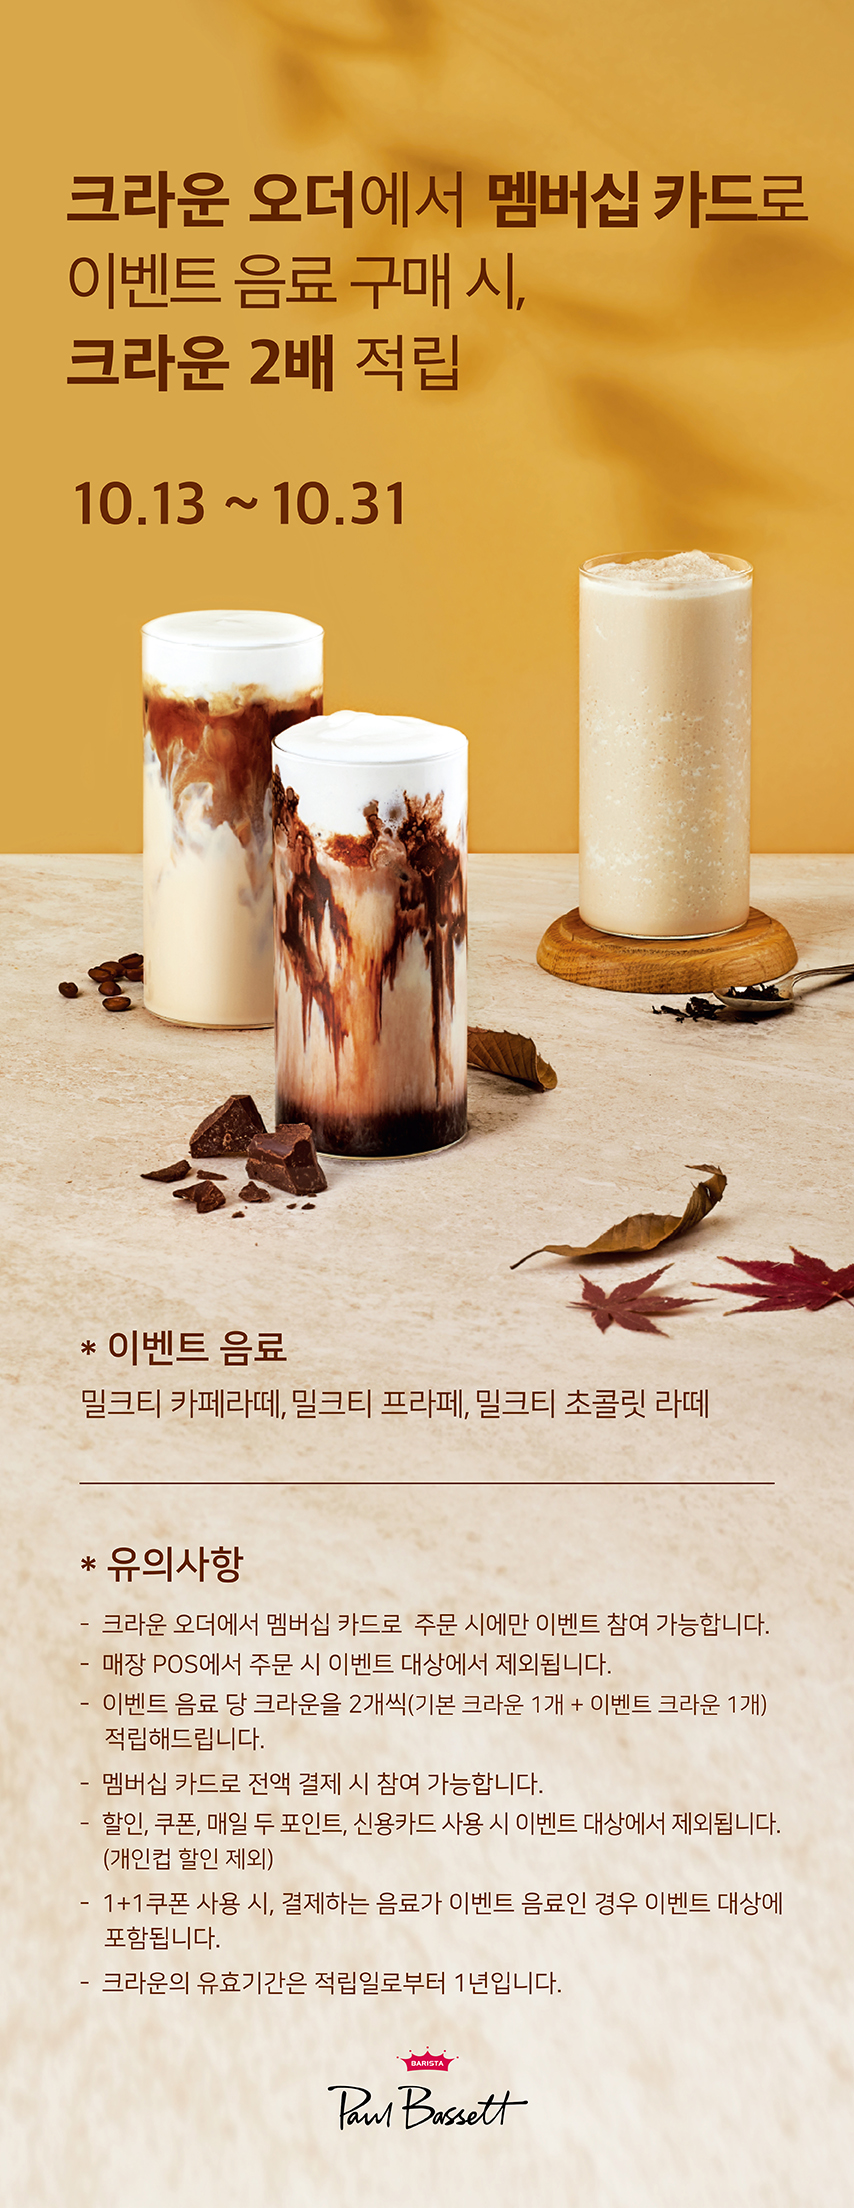 크라운 오더에서 멤버십 카드로
이벤트 음료 구매 시,
크라운 2배 적립
10.13 ~ 10.31
* 이벤트 음료
밀크티 카페라떼, 밀크티 프라페, 밀크티 초콜릿 라떼
* 유의사항
- 크라운 오더에서 멤버십 카드로 주문 시에만 이벤트 참여 가능합니다.
- 매장 POS에서 주문 시 이벤트 대상에서 제외됩니다.
- 이벤트 음료 당 크라운을 2개씩(기본 크라운 1개 + 이벤트 크라운 1개)
적립해드립니다.
- 멤버십 카드로 전액 결제 시 참여 가능합니다.
- 할인, 쿠폰, 매일 두 포인트, 신용카드 사용 시 이벤트 대상에서 제외됩니다.
(개인컵 할인 제외)
- 1+1쿠폰 사용 시, 결제하는 음료가 이벤트 음료인 경우 이벤트 대상에
포함됩니다.
- 크라운의 유효기간은 적립일로부터 1년입니다.
BARISTA
Paul Bassett